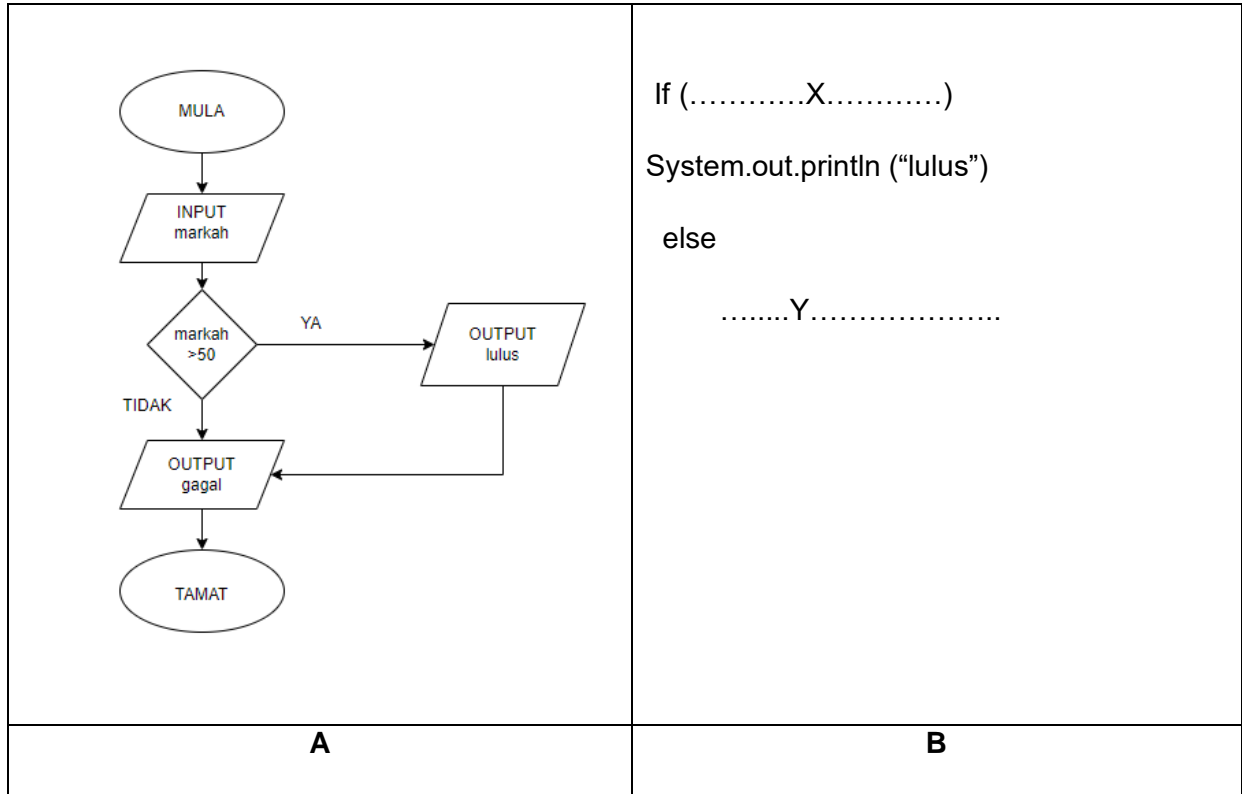 MULA
INPUT
markah
markah
>50
YA
OUTPUT
lulus
TIDAK
OUTPUT
gagal
TAMAT
If (…………X…………)
System.out.println (“lulus”)
else
….....Y………………..
A
B